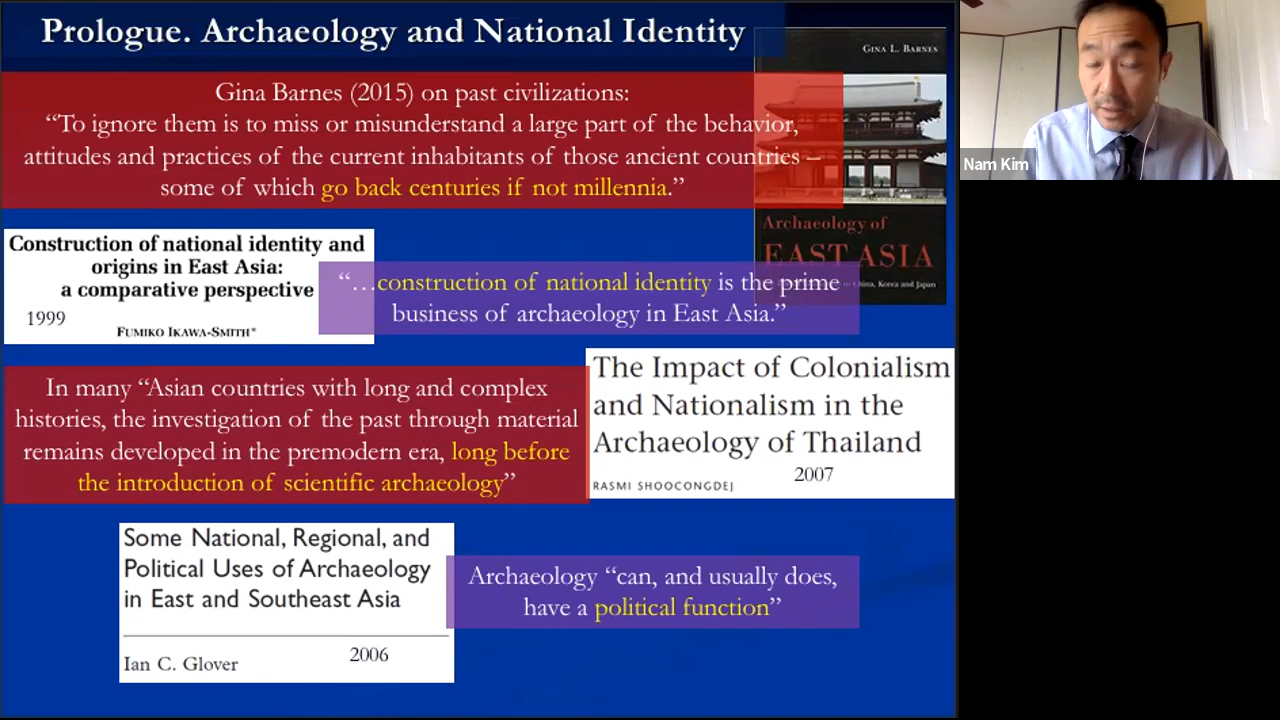 Prologue. Archaeology and National Identity
GINA L. BARNES
Gina Barnes (2015) on past civilizations:
“To ignore them is to miss or misunderstand a large part of the behavior,
attitudes and practices of the current inhabitants of those ancient countries –
some of which go back centuries if not millennia.”
Archaeology of
EAST ASIA
China, Korea and Japan
Construction of national identity and
origins in East Asia:
a comparative perspective
1999
FUMIKO IKAWA-SMITH*
“…construction of national identity is the prime
business of archaeology in East Asia.”
In many “Asian countries with long and complex
histories, the investigation of the past through material
remains developed in the premodern era, long before
the introduction of scientific archaeology”
The Impact of Colonialism
and Nationalism in the
Archaeology of Thailand
2007
RASMI SHOOCONGDEJ
Some National, Regional, and
Political Uses of Archaeology
in East and Southeast Asia
Ian C. Glover
2006
Archaeology “can, and usually does,
have a political function”
Nam Kim